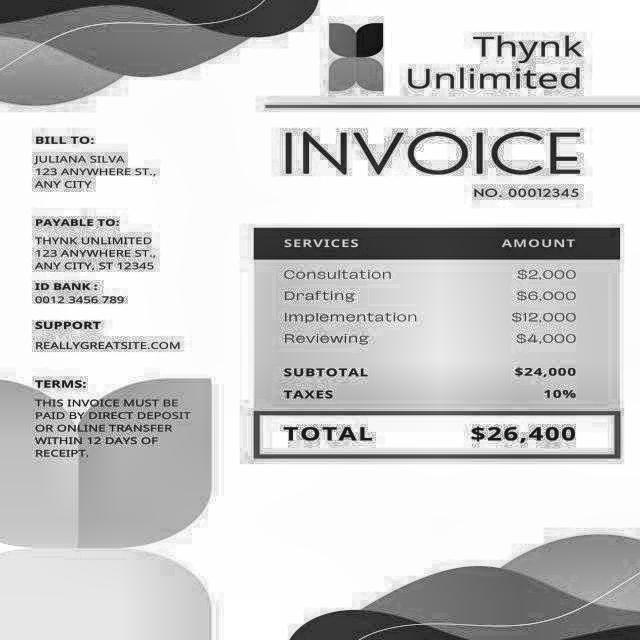 Thynk
Unlimited
INVOICE
NO. 00012345
BILL TO:
JULIANA SILVA
123 ANYWHERE ST.,
ANY CITY
PAYABLE TO:
THYNK UNLIMITED
123 ANYWHERE ST.,
ANY CITY, ST 12345
ID BANK :
0012 3456 789
SUPPORT
REALLYGREATSITE.COM
TERMS:
THIS INVOICE MUST BE
PAID BY DIRECT DEPOSIT
OR ONLINE TRANSFER
WITHIN 12 DAYS OF
RECEIPT.
SERVICES AMOUNT
Consultation $2,000
Drafting $6,000
Implementation $12,000
Reviewing $4,000
SUBTOTAL $24,000
TAXES 10%
TOTAL $26,400